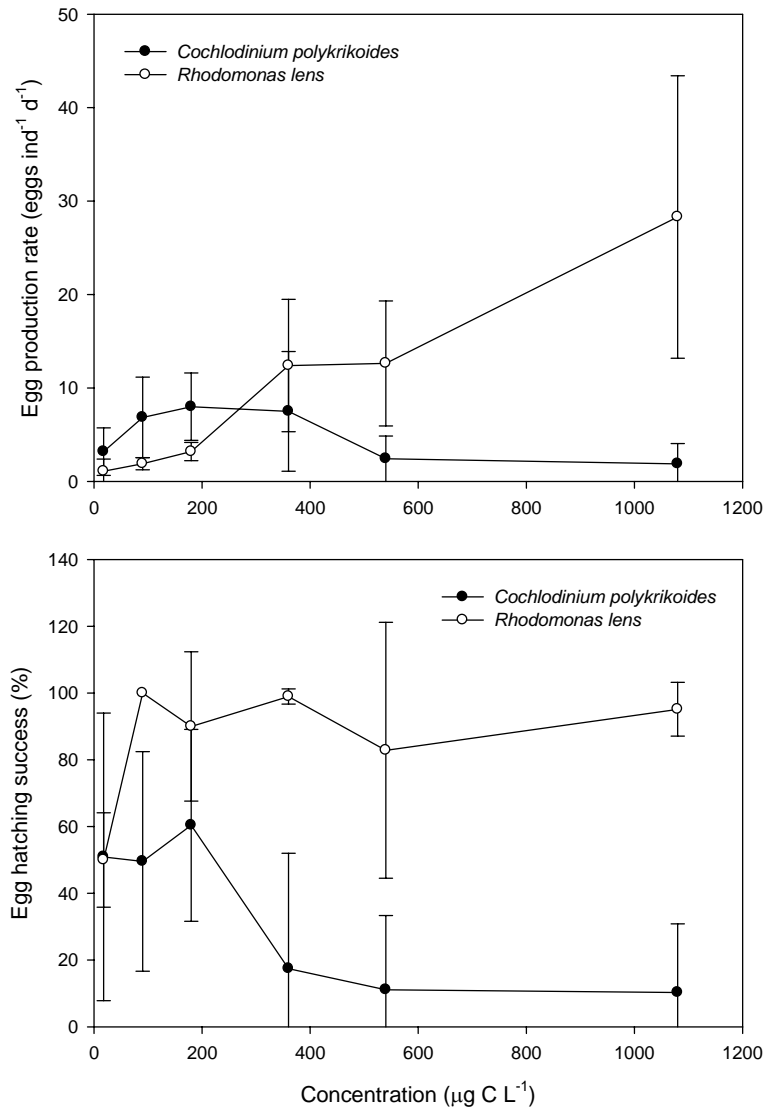 50
40
30
20
10
0
Egg production rate (eggs ind⁻¹ d⁻¹)
Cochlodinium polykrikoides
Rhodomonas lens
0 200 400 600 800 1000 1200
140
120
100
80
60
40
20
0
Egg hatching success (%)
Cochlodinium polykrikoides
Rhodomonas lens
0 200 400 600 800 1000 1200
Concentration (μg C L⁻¹)